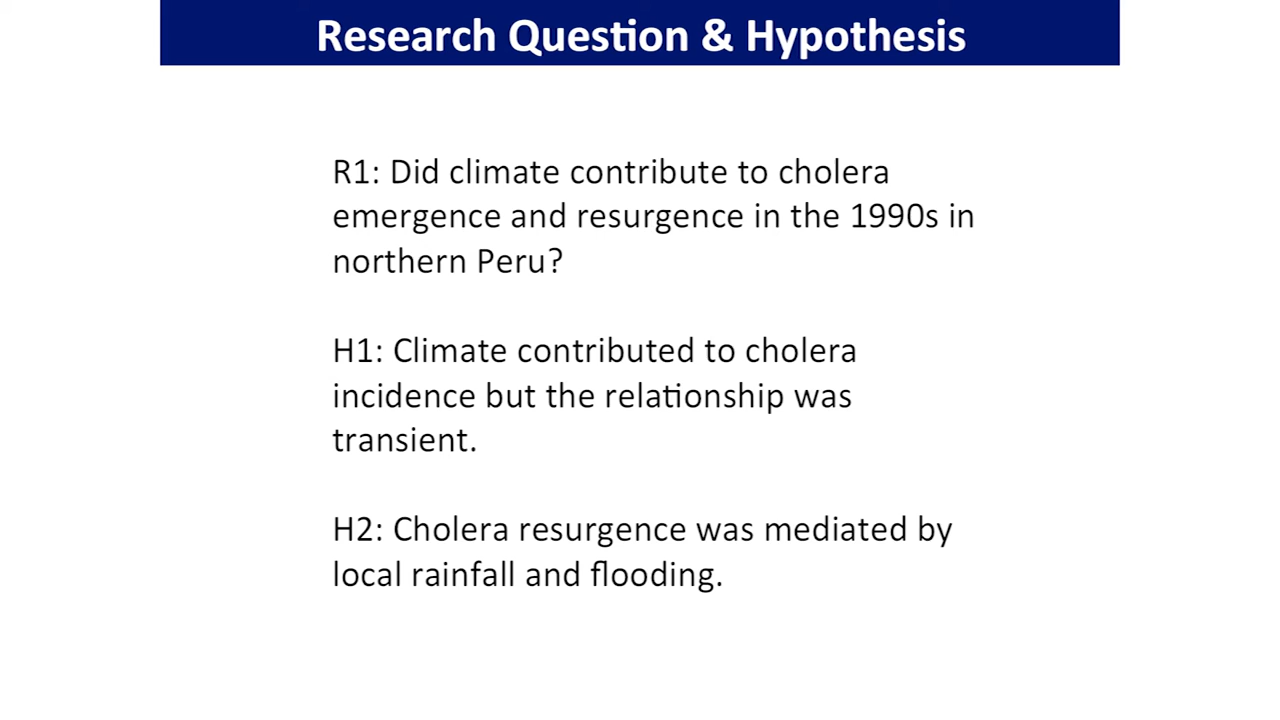 Research Question & Hypothesis
R1: Did climate contribute to cholera
emergence and resurgence in the 1990s in
northern Peru?
H1: Climate contributed to cholera
incidence but the relationship was
transient.
H2: Cholera resurgence was mediated by
local rainfall and flooding.